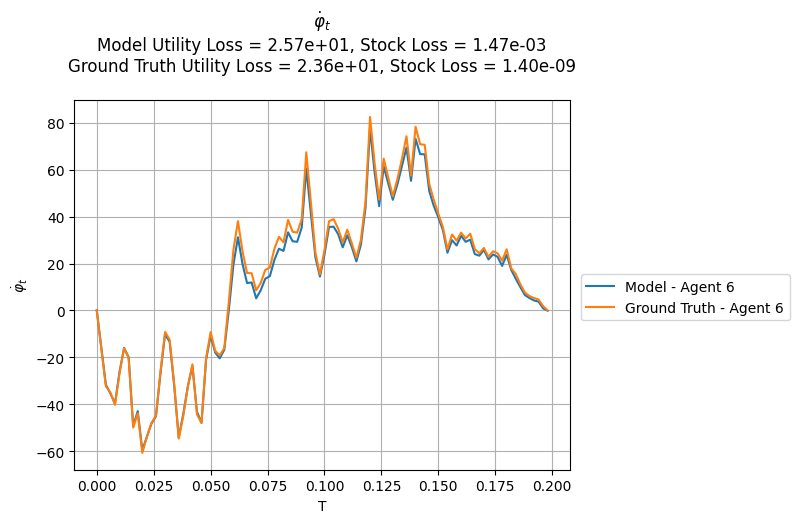 φ̇ₜ
Model Utility Loss = 2.57e+01, Stock Loss = 1.47e-03
Ground Truth Utility Loss = 2.36e+01, Stock Loss = 1.40e-09
80
60
40
20
0
−20
−40
−60
φ̇ₜ
0.000 0.025 0.050 0.075 0.100 0.125 0.150 0.175 0.200
T
Model - Agent 6
Ground Truth - Agent 6